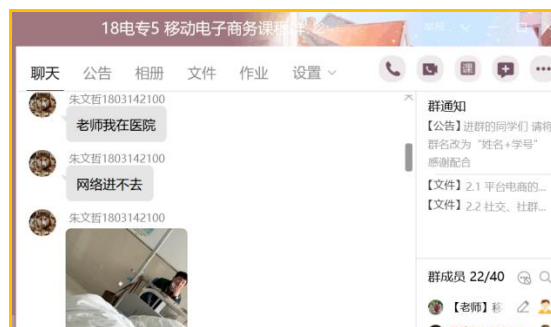 18电专5 移动电子商务课程群
聊天 公告 相册 文件 作业 设置
朱文哲1803142100
老师我在医院
朱文哲1803142100
网络进不去
朱文哲1803142100
群通知
【公告】进群的同学们 请将
群名改为“姓名+学号”
感谢配合
【文件】2.1 平台电商的...
【文件】2.2 社交、社群...
群成员 22/40
【老师】移